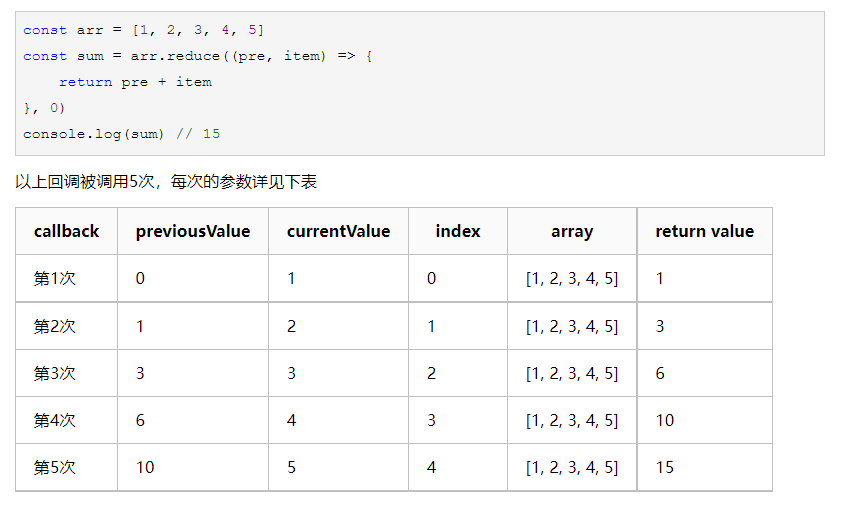 const arr = [1, 2, 3, 4, 5]
const sum = arr.reduce((pre, item) => {
    return pre + item
}, 0)
console.log(sum) // 15
以上回调被调用5次，每次的参数详见下表
callback previousValue currentValue index array return value
第1次 0 1 0 [1, 2, 3, 4, 5] 1
第2次 1 2 1 [1, 2, 3, 4, 5] 3
第3次 3 3 2 [1, 2, 3, 4, 5] 6
第4次 6 4 3 [1, 2, 3, 4, 5] 10
第5次 10 5 4 [1, 2, 3, 4, 5] 15